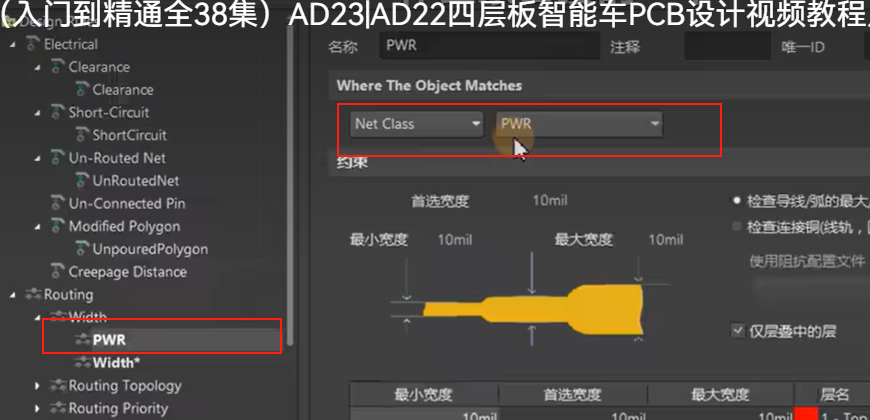 (入门到精通全38集）AD23|AD22四层板智能车PCB设计视频教程
Electrical
Clearance
Clearance
Short-Circuit
ShortCircuit
Un-Routed Net
UnRoutedNet
Un-Connected Pin
Modified Polygon
UnpouredPolygon
Creepage Distance
Routing
Width
PWR
Width*
Routing Topology
Routing Priority
名称 PWR 注释 唯一ID
Where The Object Matches
Net Class PWR
约束
首选宽度 10mil
最小宽度 10mil 最大宽度 10mil
检查导线/弧的最大
检查连接铜(线轨，
使用阻抗配置文件
仅层叠中的层
最小宽度 首选宽度 最大宽度 层名
10mil 10mil 10mil 1 - Top